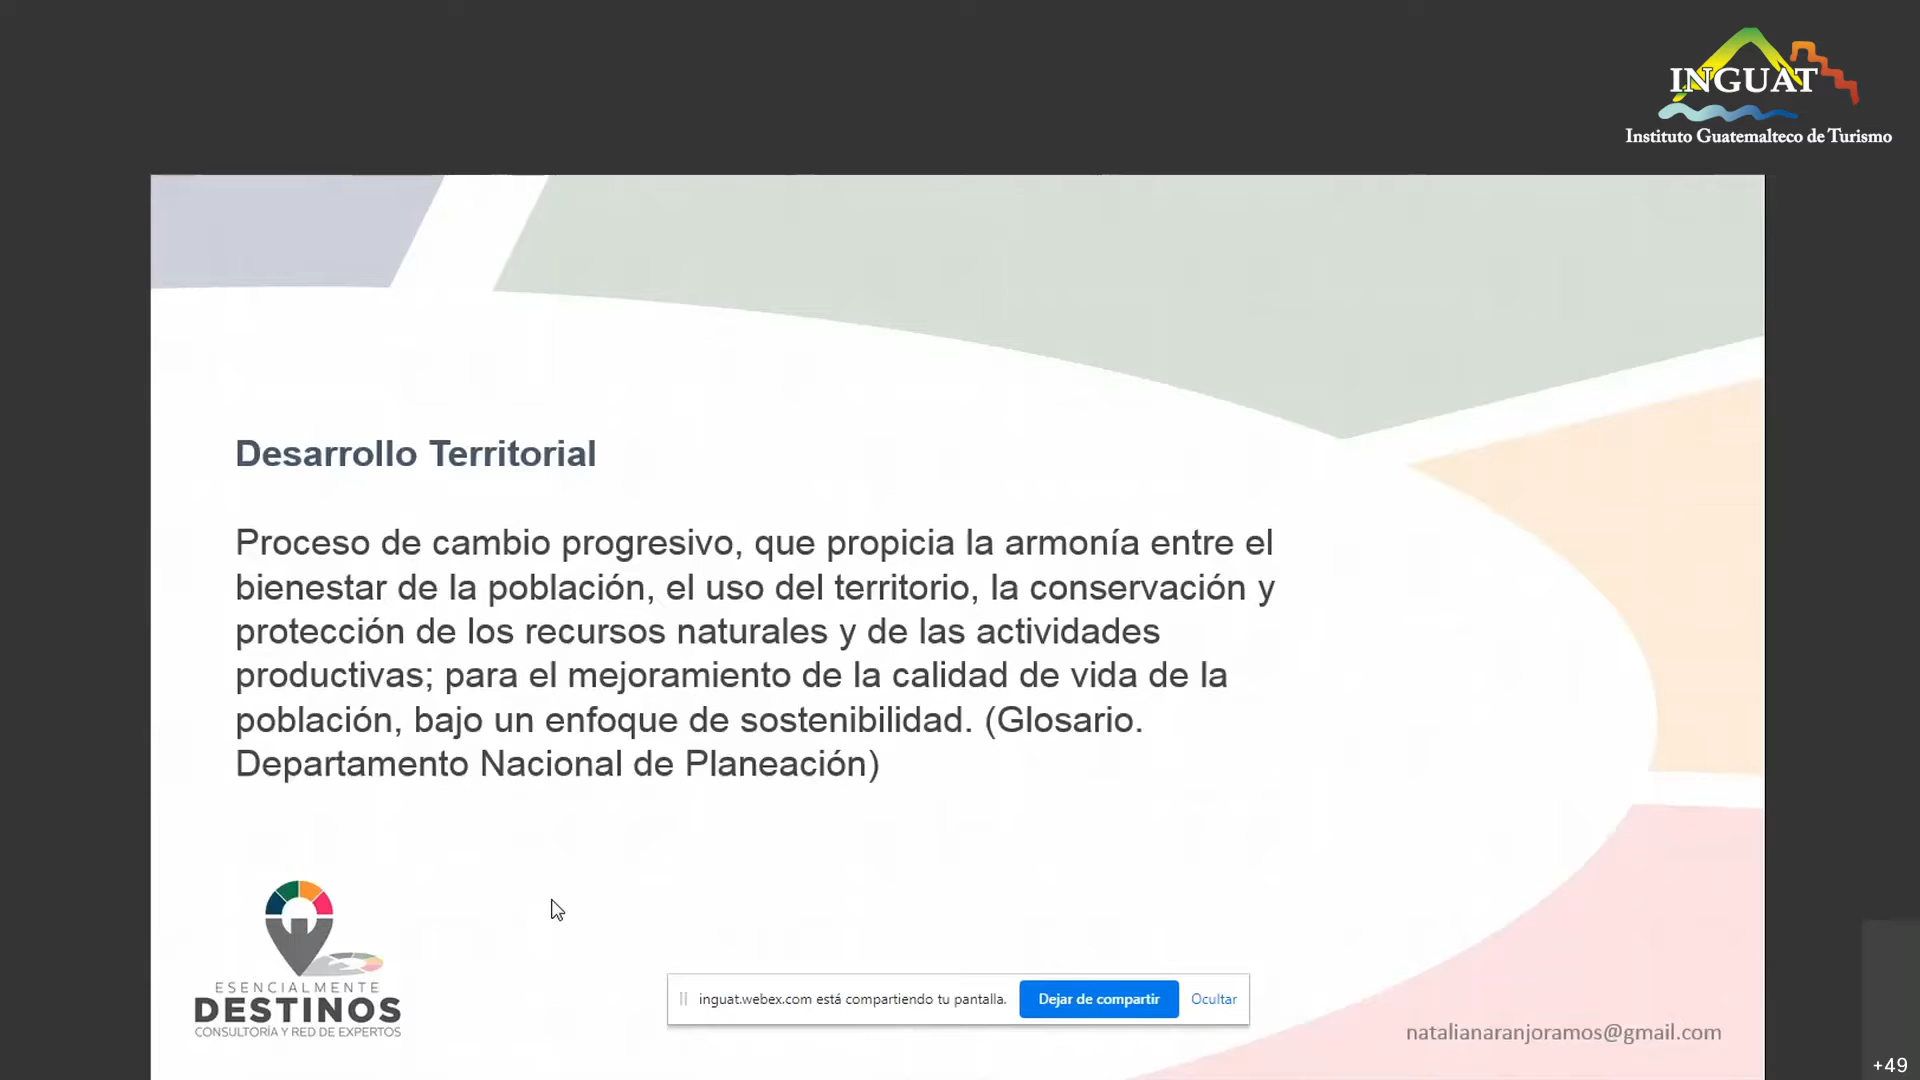 INGUAT
Instituto Guatemalteco de Turismo
Desarrollo Territorial
Proceso de cambio progresivo, que propicia la armonía entre el
bienestar de la población, el uso del territorio, la conservación y
protección de los recursos naturales y de las actividades
productivas; para el mejoramiento de la calidad de vida de la
población, bajo un enfoque de sostenibilidad. (Glosario.
Departamento Nacional de Planeación)
ESENCIALMENTE
DESTINOS
CONSULTORÍA Y RED DE EXPERTOS
inguat.webex.com está compartiendo tu pantalla.
Dejar de compartir
Ocultar
natalianaranjoramos@gmail.com
+49